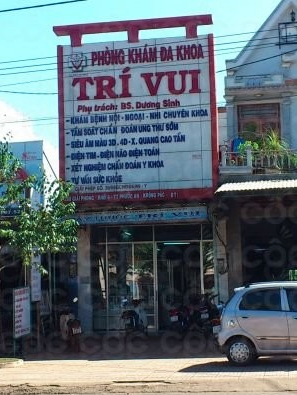 PHÒNG KHÁM ĐA KHOA
TRÍ VUI
Phụ trách: BS. Dương Sinh
- KHÁM BỆNH NỘI - NGOẠI - NHI CHUYÊN KHOA
- TẦM SOÁT CHẨN ĐOÁN UNG THƯ SỚM
- SIÊU ÂM MÀU 3D, 4D - X. QUANG CAO TẦN
- ĐIỆN TIM - ĐIỆN NÃO ĐIỆN TOÁN
- XÉT NGHIỆM CHẨN ĐOÁN Y KHOA
- TƯ VẤN SỨC KHỎE